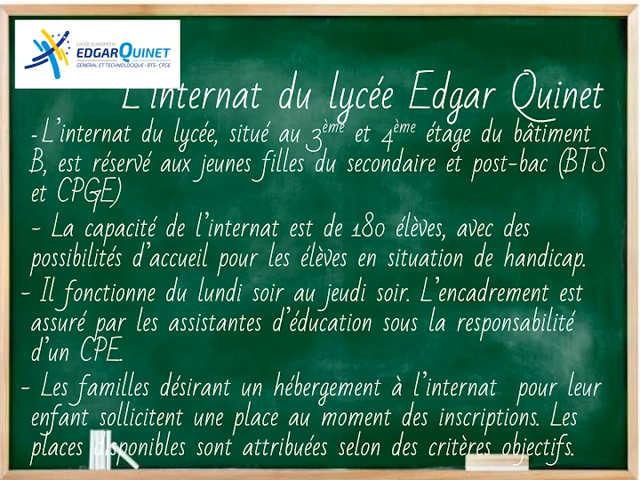 LYCÉE EUROPÉEN
EDGAR QUINET
GÉNÉRAL ET TECHNOLOGIQUE - BTS - CPGE
L'internat du lycée Edgar Quinet
-L'internat du lycée, situé au 3ème et 4ème étage du bâtiment
B, est réservé aux jeunes filles du secondaire et post-bac (BTS
et CPGE)
- La capacité de l'internat est de 180 élèves, avec des
possibilités d'accueil pour les élèves en situation de handicap.
- Il fonctionne du lundi soir au jeudi soir. L'encadrement est
assuré par les assistantes d'éducation sous la responsabilité
d'un CPE.
- Les familles désirant un hébergement à l'internat pour leur
enfant sollicitent une place au moment des inscriptions. Les
places disponibles sont attribuées selon des critères objectifs.